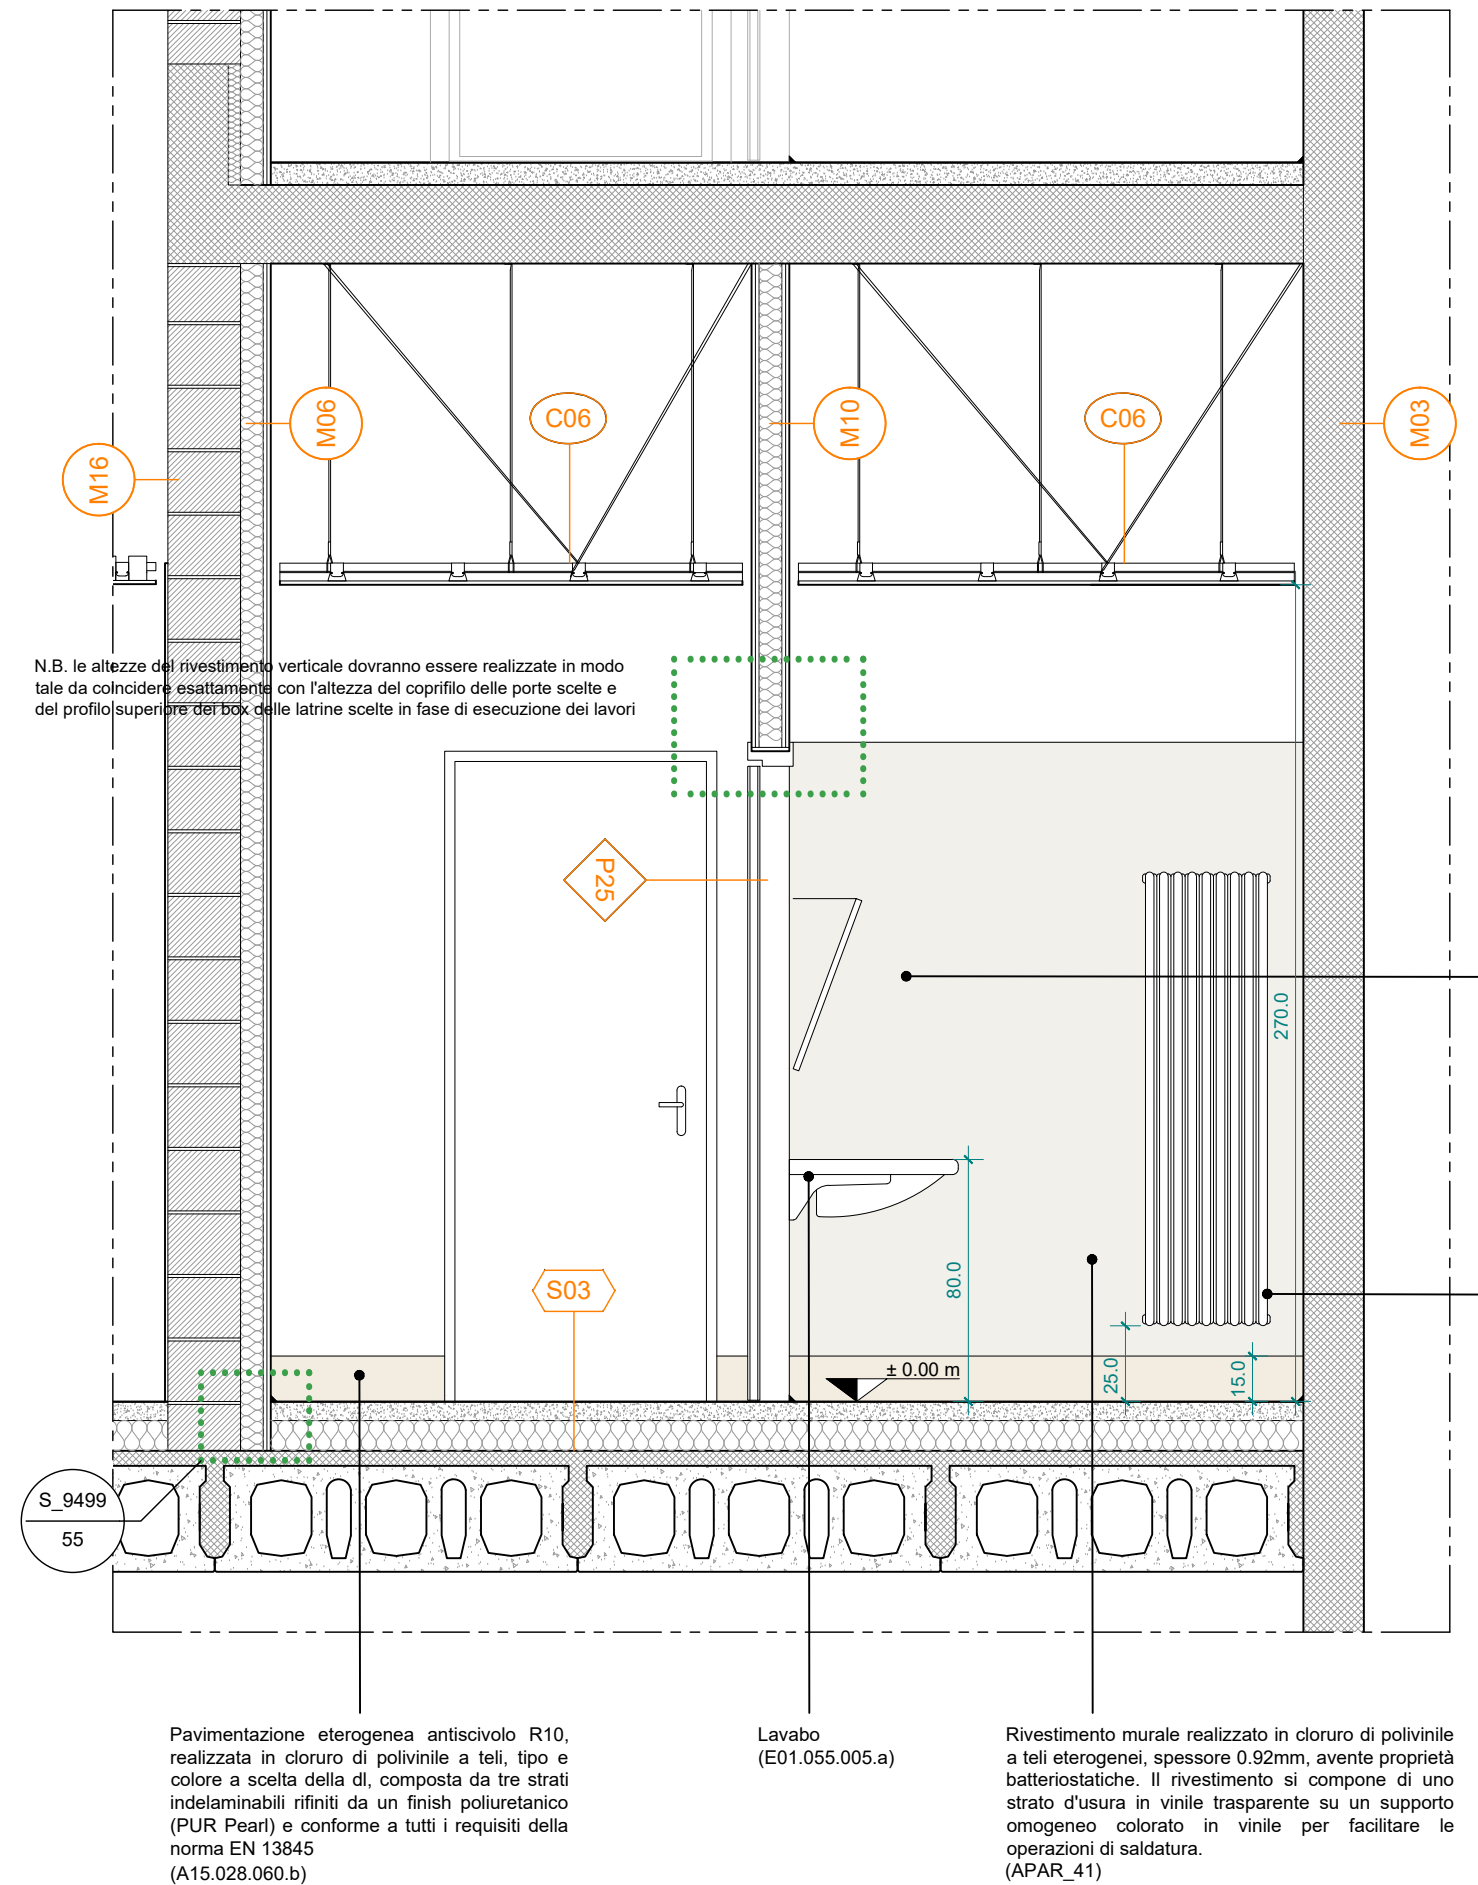 M06
C06
M10
C06
M03
M16
N.B. le altezze del rivestimento verticale dovranno essere realizzate in modo
tale da coincidere esattamente con l'altezza del coprifilo delle porte scelte e
del profilo superiore dei box delle latrine scelte in fase di esecuzione dei lavori
P25
270.0
80.0
S03
± 0.00 m
25.0
15.0
S_9499
55
Pavimentazione eterogenea antiscivolo R10,
realizzata in cloruro di polivinile a teli, tipo e
colore a scelta della dl, composta da tre strati
indelaminabili rifiniti da un finish poliuretanico
(PUR Pearl) e conforme a tutti i requisiti della
norma EN 13845
(A15.028.060.b)
Lavabo
(E01.055.005.a)
Rivestimento murale realizzato in cloruro di polivinile
a teli eterogenei, spessore 0.92mm, avente proprietà
batteriostatiche. Il rivestimento si compone di uno
strato d'usura in vinile trasparente su un supporto
omogeneo colorato in vinile per facilitare le
operazioni di saldatura.
(APAR_41)